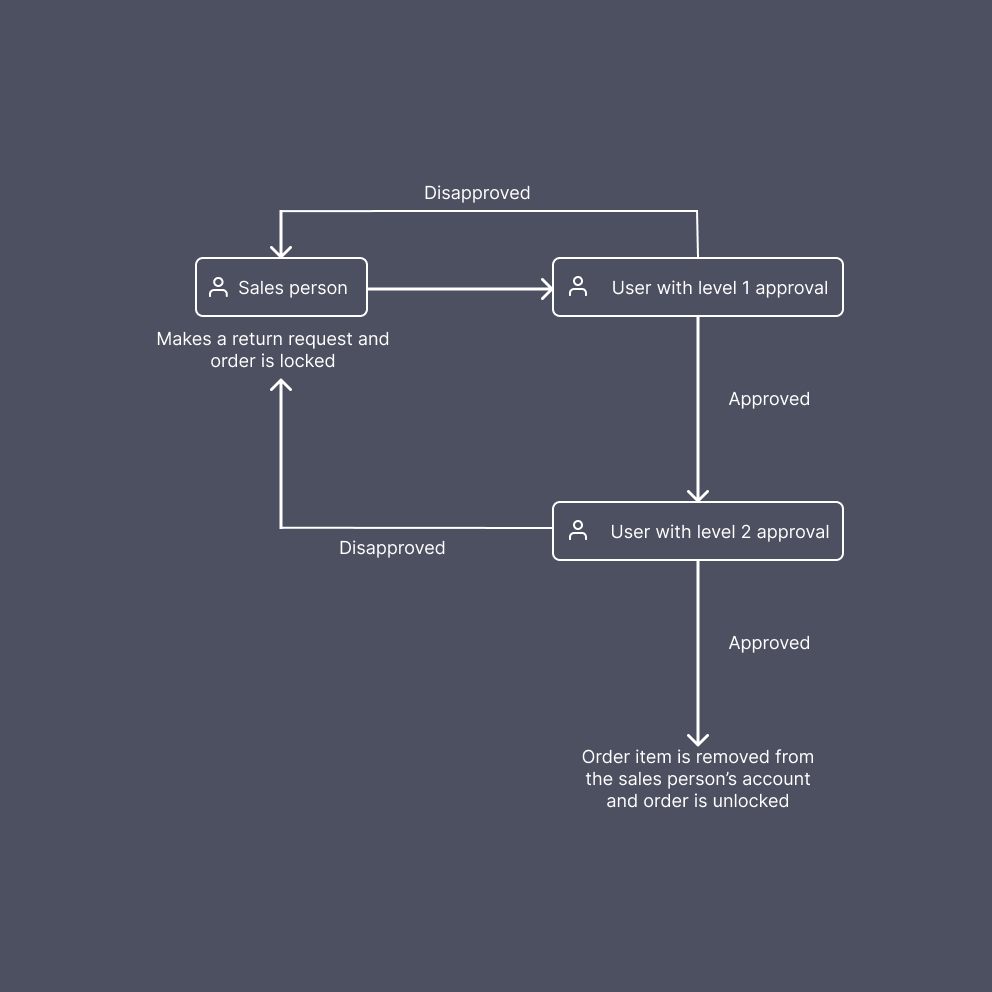 Disapproved
Sales person
User with level 1 approval
Makes a return request and
order is locked
Approved
User with level 2 approval
Disapproved
Approved
Order item is removed from
the sales person’s account
and order is unlocked